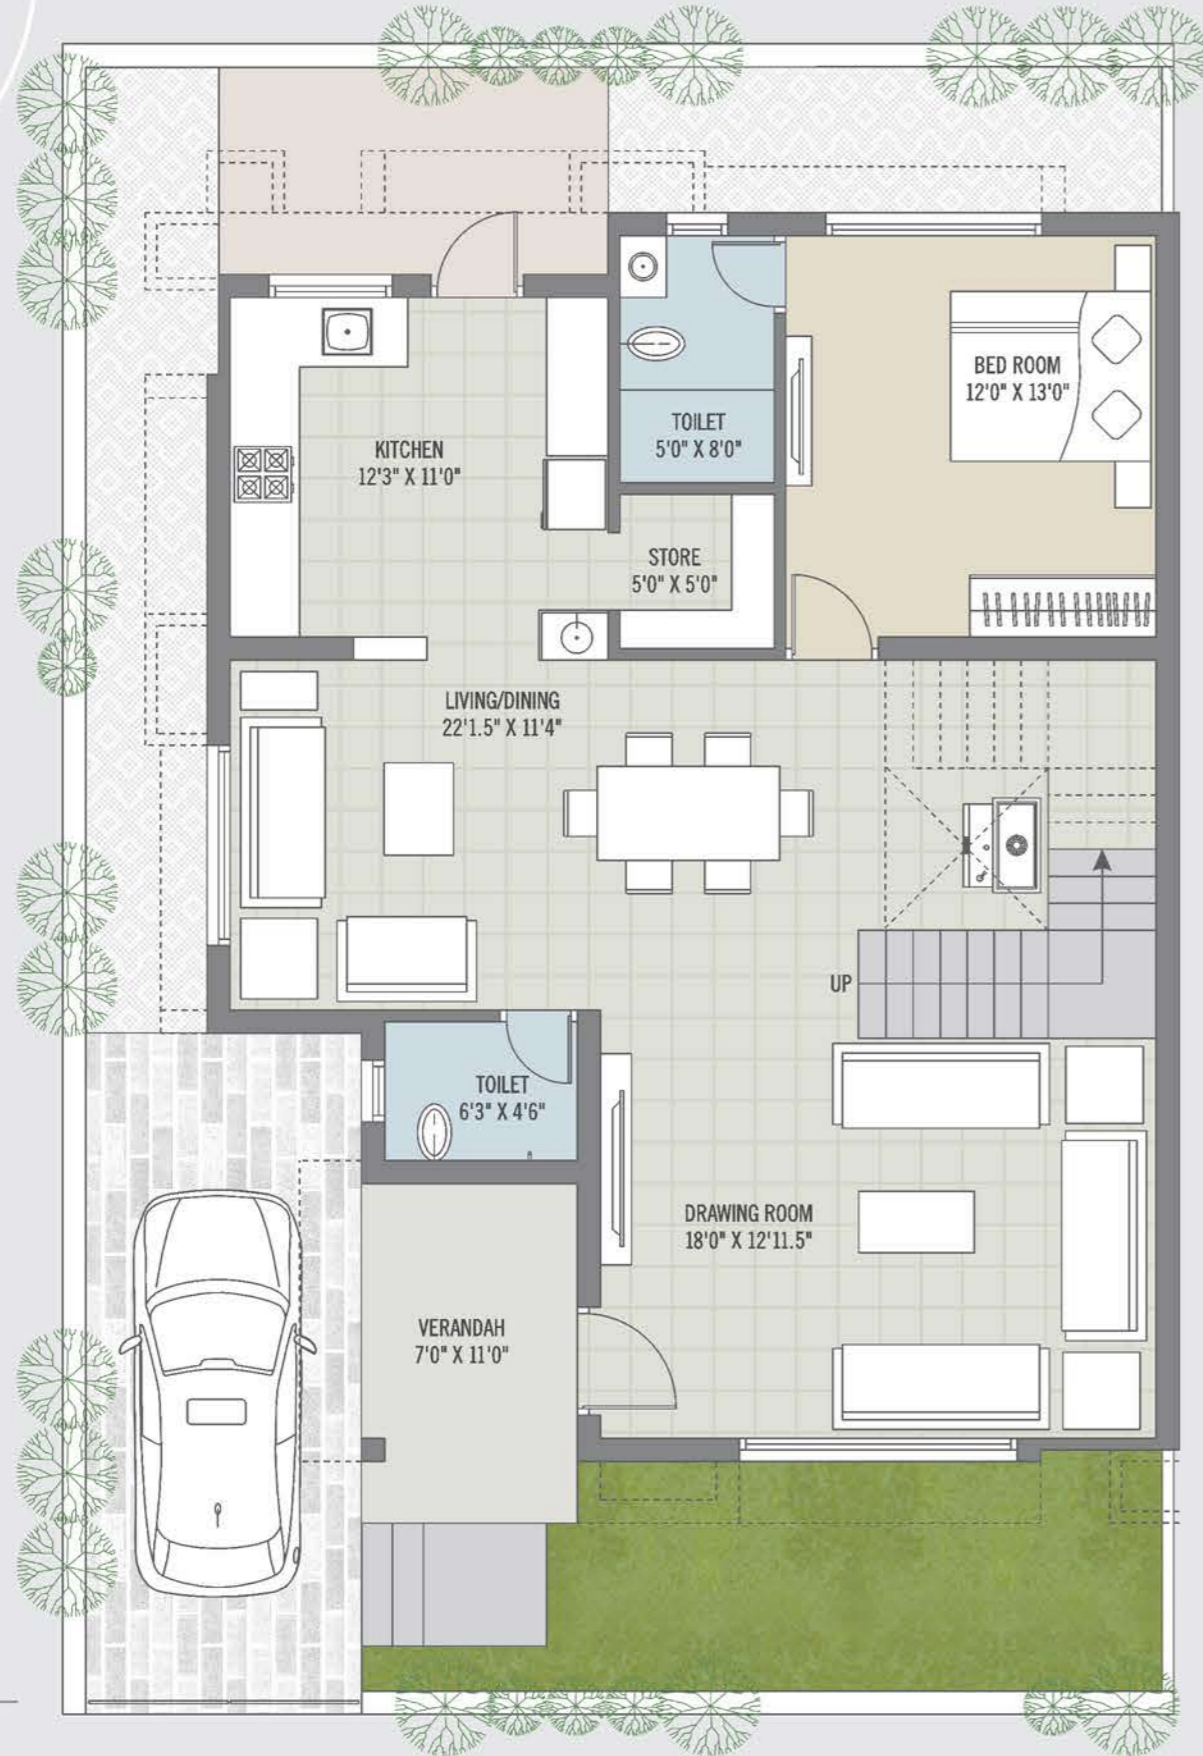 BED ROOM
12'0" X 13'0"
TOILET
5'0" X 8'0"
KITCHEN
12'3" X 11'0"
STORE
5'0" X 5'0"
LIVING/DINING
22'1.5" X 11'4"
UP
TOILET
6'3" X 4'6"
DRAWING ROOM
18'0" X 12'11.5"
VERANDAH
7'0" X 11'0"